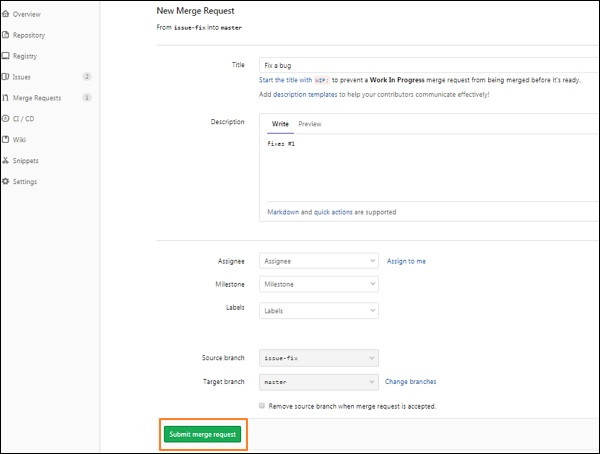 Overview
Repository
Registry
Issues 2
Merge Requests 1
CI / CD
Wiki
Snippets
Settings
New Merge Request
From issue-fix into master
Title Fix a bug
Start the title with WIP: to prevent a Work In Progress merge request from being merged before it's ready.
Add description templates to help your contributors communicate effectively!
Description Write Preview
Fixes #1
Markdown and quick actions are supported
Assignee Assignee Assign to me
Milestone Milestone
Labels Labels
Source branch issue-fix
Target branch master Change branches
Remove source branch when merge request is accepted.
Submit merge request